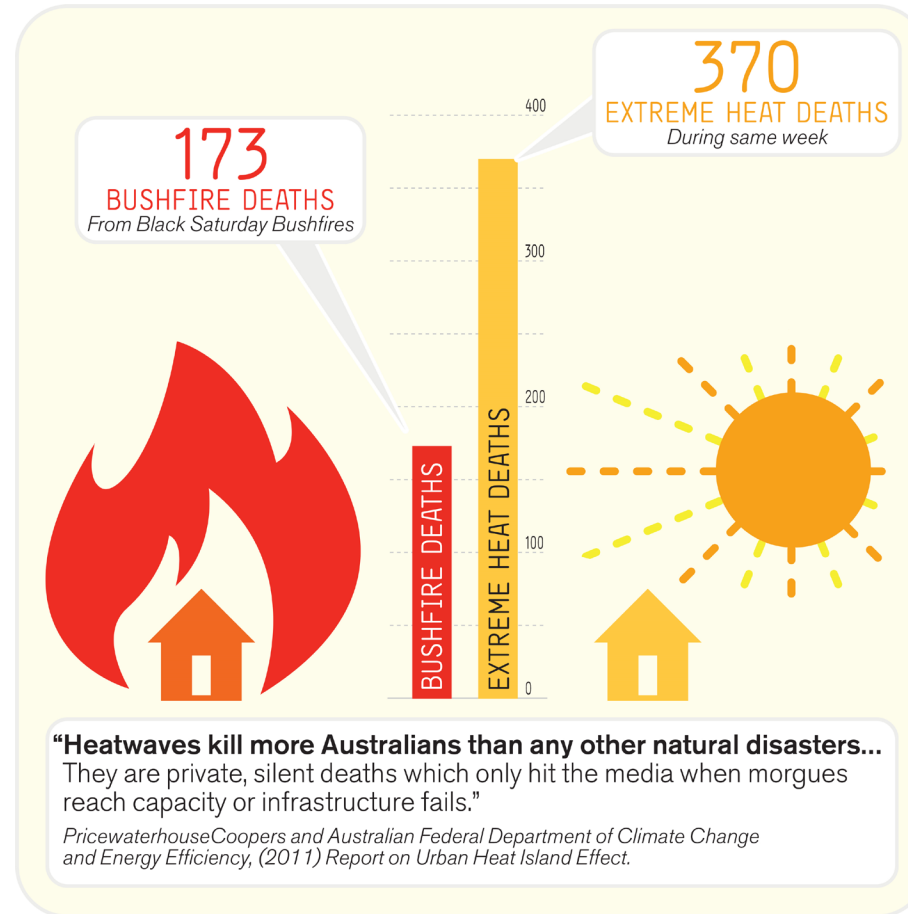 173
BUSHFIRE DEATHS
From Black Saturday Bushfires
370
EXTREME HEAT DEATHS
During same week
400
300
200
100
0
BUSHFIRE DEATHS
EXTREME HEAT DEATHS
“Heatwaves kill more Australians than any other natural disasters...
They are private, silent deaths which only hit the media when morgues
reach capacity or infrastructure fails.”
PricewaterhouseCoopers and Australian Federal Department of Climate Change
and Energy Efficiency, (2011) Report on Urban Heat Island Effect.